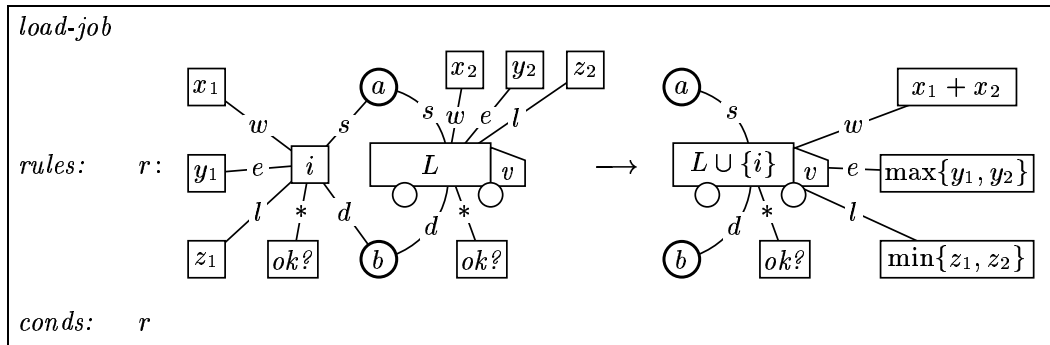 load-job
x₁ a x₂ y₂ z₂ a x₁ + x₂
w s s w e l s w
rules: r: y₁ e i L v → L ∪ {i} v e max{y₁, y₂}
l * d d * d * l
z₁ ok? b ok? b ok? min{z₁, z₂}
conds: r